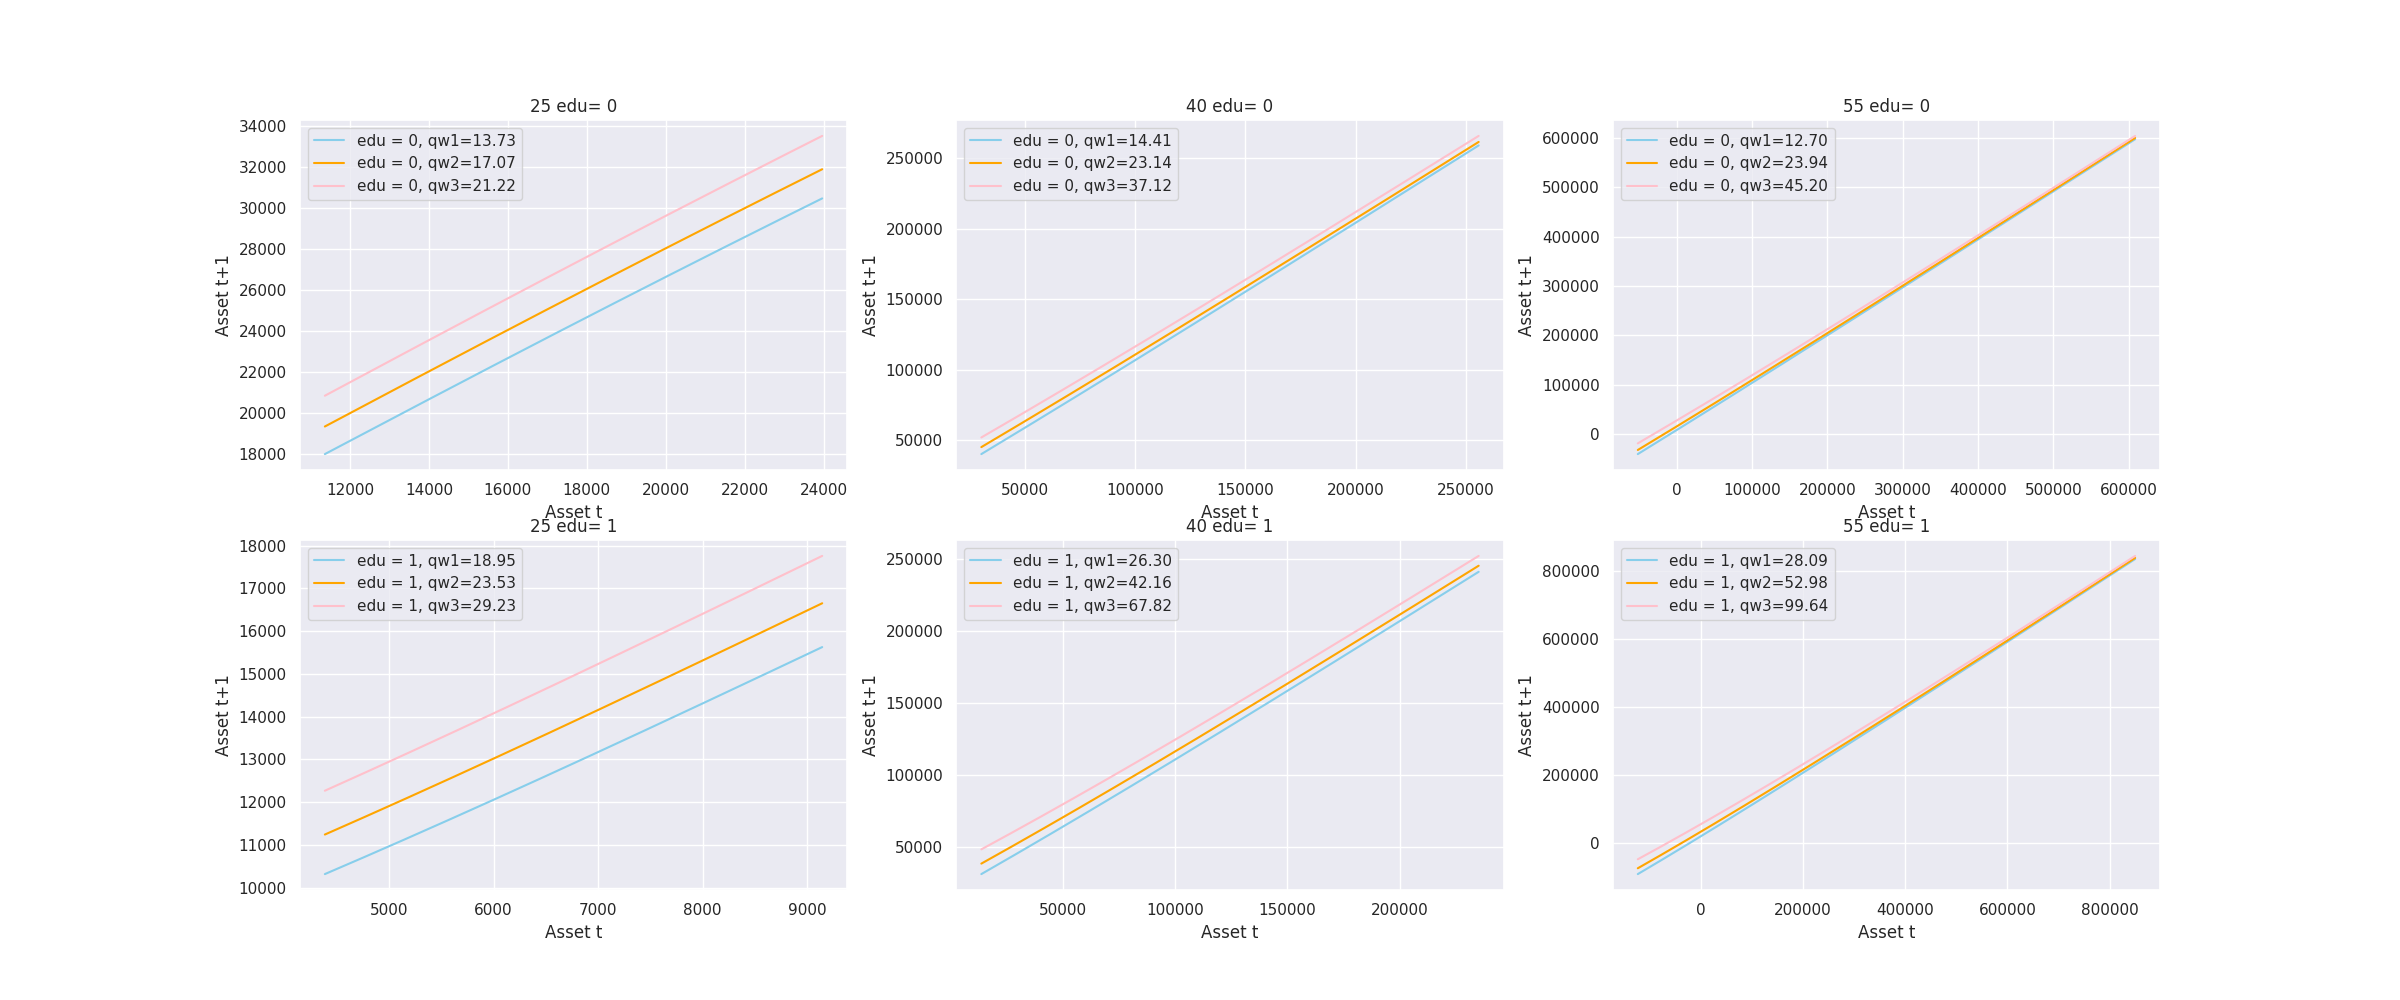 25 edu= 0
34000
32000
30000
28000
26000
24000
22000
20000
18000
Asset t+1
edu = 0, qw1=13.73
edu = 0, qw2=17.07
edu = 0, qw3=21.22
12000 14000 16000 18000 20000 22000 24000
Asset t
40 edu= 0
250000
200000
150000
100000
50000
Asset t+1
edu = 0, qw1=14.41
edu = 0, qw2=23.14
edu = 0, qw3=37.12
50000 100000 150000 200000 250000
Asset t
55 edu= 0
600000
500000
400000
300000
200000
100000
0
Asset t+1
edu = 0, qw1=12.70
edu = 0, qw2=23.94
edu = 0, qw3=45.20
0 100000 200000 300000 400000 500000 600000
Asset t
25 edu= 1
18000
17000
16000
15000
14000
13000
12000
11000
10000
Asset t+1
edu = 1, qw1=18.95
edu = 1, qw2=23.53
edu = 1, qw3=29.23
5000 6000 7000 8000 9000
Asset t
40 edu= 1
250000
200000
150000
100000
50000
Asset t+1
edu = 1, qw1=26.30
edu = 1, qw2=42.16
edu = 1, qw3=67.82
50000 100000 150000 200000
Asset t
55 edu= 1
800000
600000
400000
200000
0
Asset t+1
edu = 1, qw1=28.09
edu = 1, qw2=52.98
edu = 1, qw3=99.64
0 200000 400000 600000 800000
Asset t